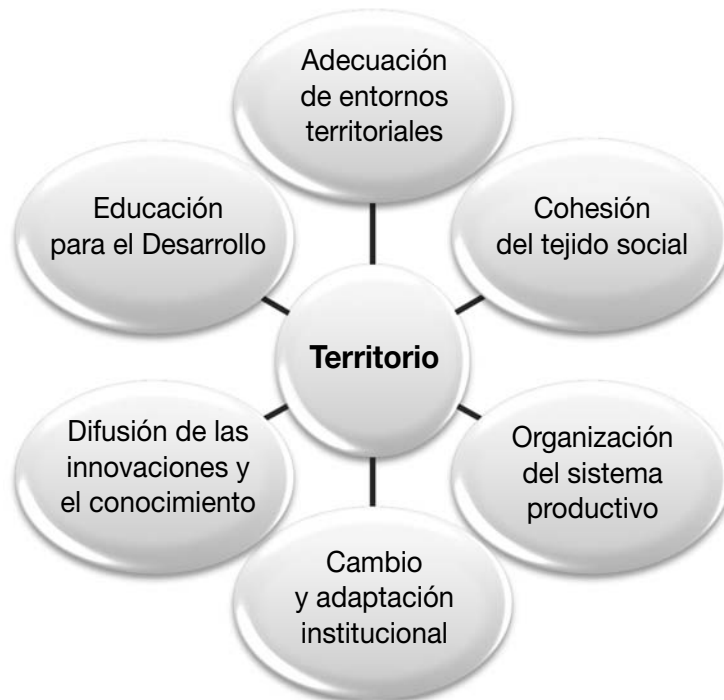 Adecuación
de entornos
territoriales
Educación
para el Desarrollo
Cohesión
del tejido social
Territorio
Difusión de las
innovaciones y
el conocimiento
Organización
del sistema
productivo
Cambio
y adaptación
institucional